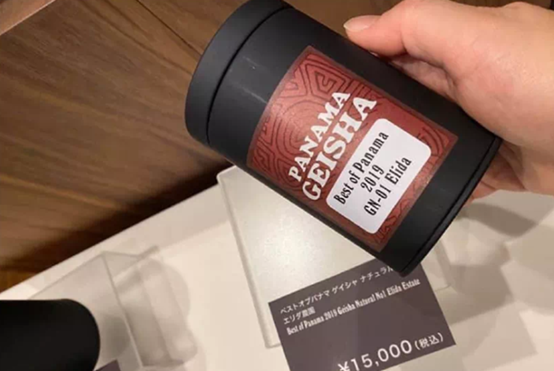 PANAMA
GEISHA
Best of Panama
2019
GN-01 Elida
ベストオブパナマ ゲイシャ ナチュラル
エリダ農園
Best of Panama 2019 Geisha Natural No1 Elida Estate
¥15,000(税込)